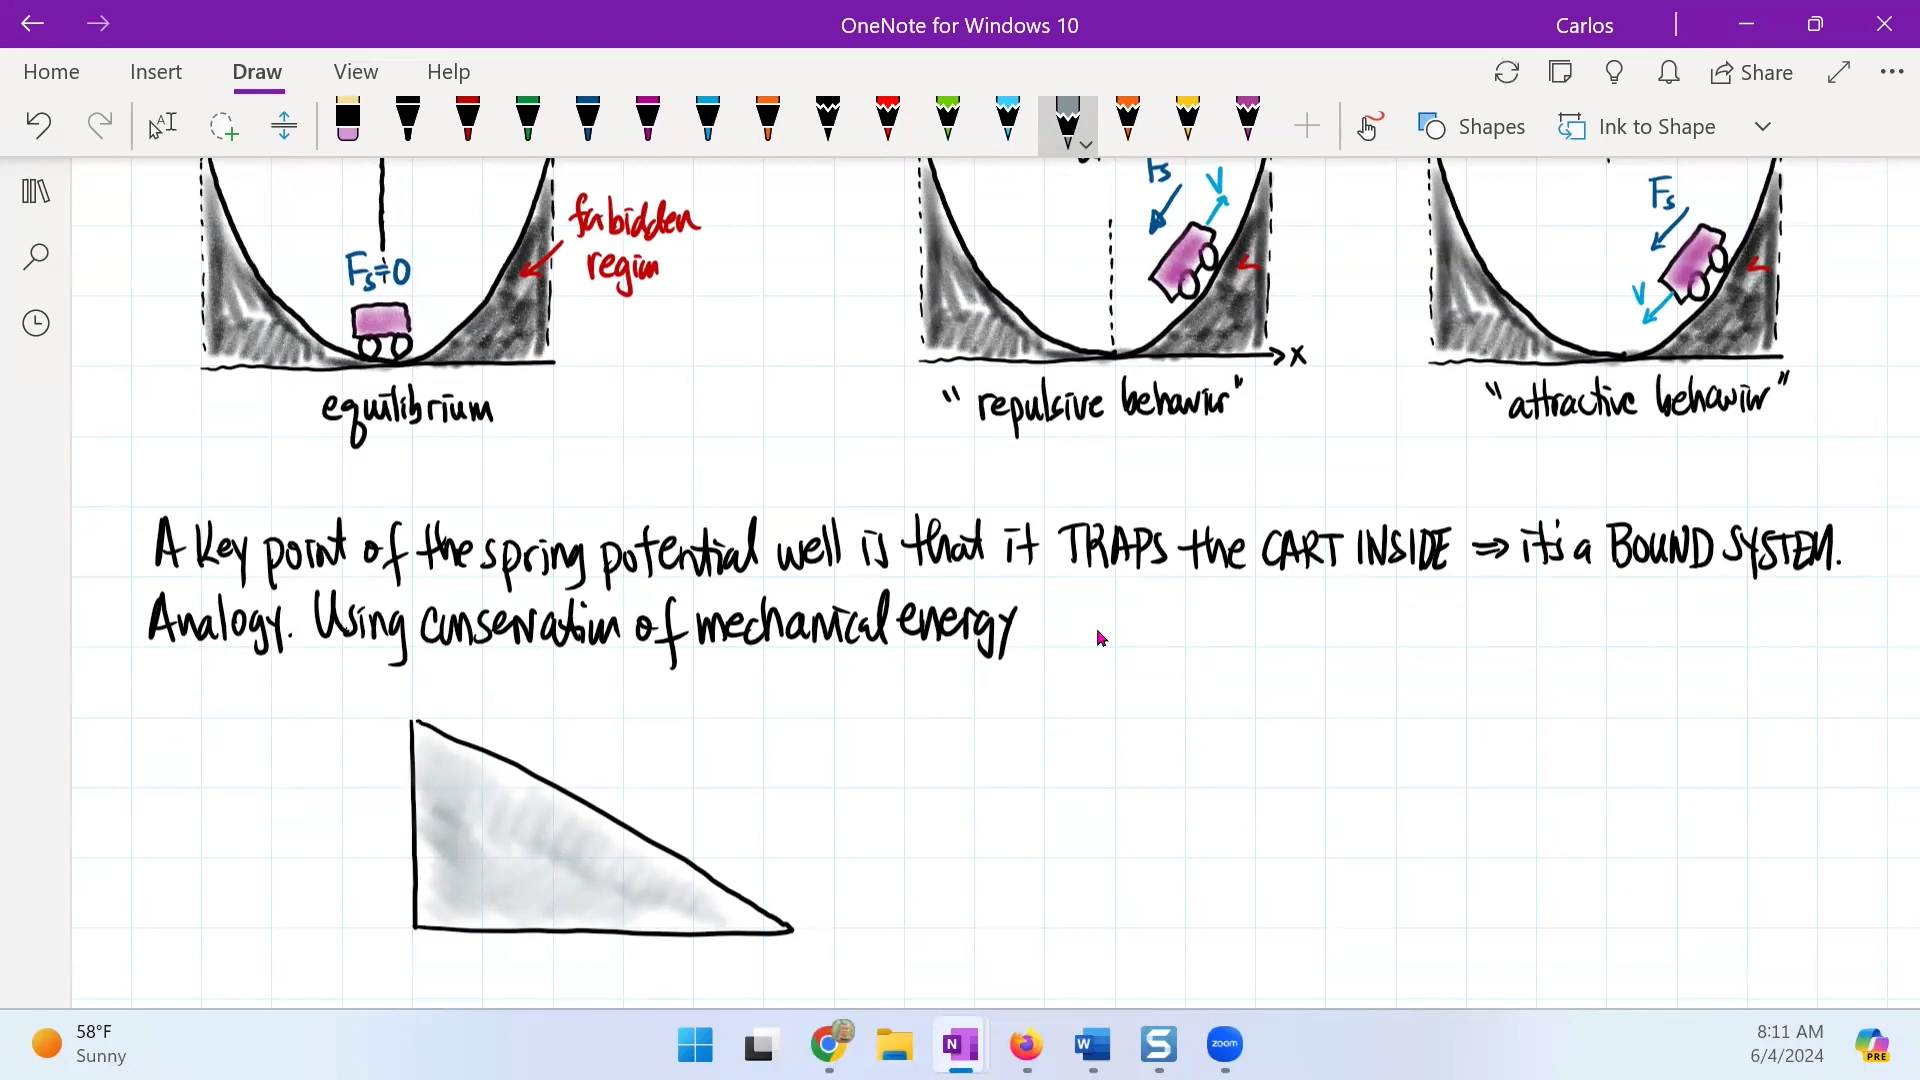 OneNote for Windows 10
Carlos
Home Insert Draw View Help
Share
Shapes
Ink to Shape
forbidden
region
Fs=0
equilibrium
Fs
V
x
"repulsive behavior"
Fs
V
"attractive behavior"
A key point of the spring potential well is that it TRAPS the CART INSIDE ⇒ it's a BOUND SYSTEM.
Analogy. Using conservation of mechanical energy
58°F
Sunny
zoom
8:11 AM
6/4/2024
PRE